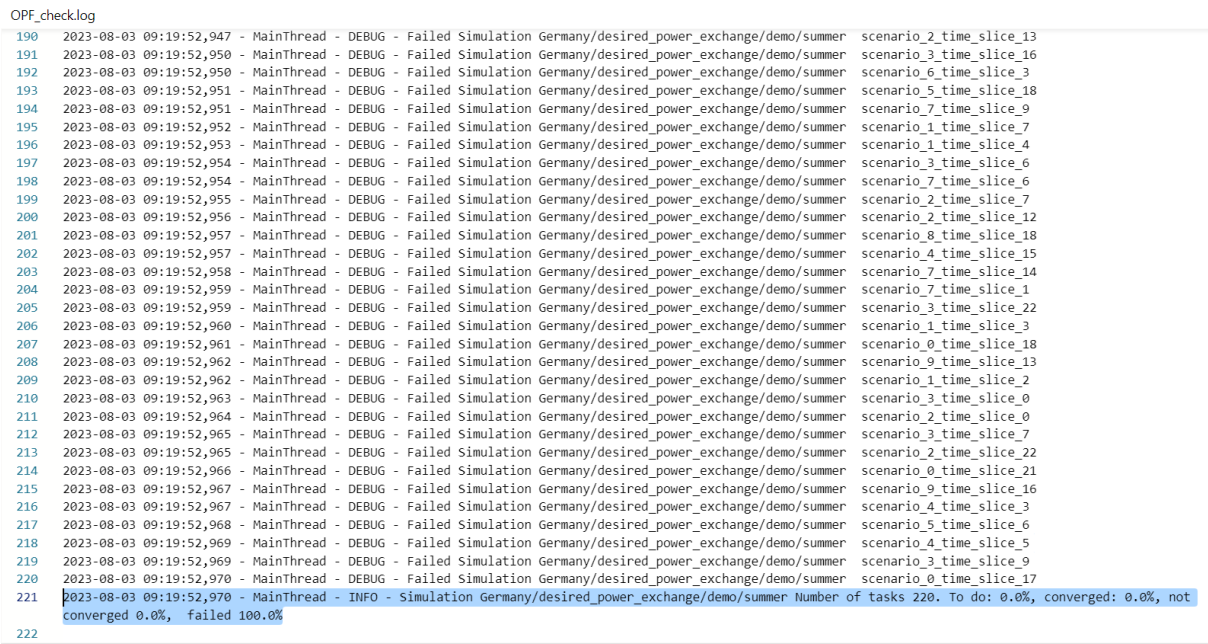 OPF_check.log
190 2023-08-03 09:19:52,947 - MainThread - DEBUG - Failed Simulation Germany/desired_power_exchange/demo/summer  scenario_2_time_slice_13
191 2023-08-03 09:19:52,950 - MainThread - DEBUG - Failed Simulation Germany/desired_power_exchange/demo/summer  scenario_3_time_slice_16
192 2023-08-03 09:19:52,950 - MainThread - DEBUG - Failed Simulation Germany/desired_power_exchange/demo/summer  scenario_6_time_slice_3
193 2023-08-03 09:19:52,951 - MainThread - DEBUG - Failed Simulation Germany/desired_power_exchange/demo/summer  scenario_5_time_slice_18
194 2023-08-03 09:19:52,951 - MainThread - DEBUG - Failed Simulation Germany/desired_power_exchange/demo/summer  scenario_7_time_slice_9
195 2023-08-03 09:19:52,952 - MainThread - DEBUG - Failed Simulation Germany/desired_power_exchange/demo/summer  scenario_1_time_slice_7
196 2023-08-03 09:19:52,953 - MainThread - DEBUG - Failed Simulation Germany/desired_power_exchange/demo/summer  scenario_1_time_slice_4
197 2023-08-03 09:19:52,954 - MainThread - DEBUG - Failed Simulation Germany/desired_power_exchange/demo/summer  scenario_3_time_slice_6
198 2023-08-03 09:19:52,954 - MainThread - DEBUG - Failed Simulation Germany/desired_power_exchange/demo/summer  scenario_7_time_slice_6
199 2023-08-03 09:19:52,955 - MainThread - DEBUG - Failed Simulation Germany/desired_power_exchange/demo/summer  scenario_2_time_slice_7
200 2023-08-03 09:19:52,956 - MainThread - DEBUG - Failed Simulation Germany/desired_power_exchange/demo/summer  scenario_2_time_slice_12
201 2023-08-03 09:19:52,957 - MainThread - DEBUG - Failed Simulation Germany/desired_power_exchange/demo/summer  scenario_8_time_slice_18
202 2023-08-03 09:19:52,957 - MainThread - DEBUG - Failed Simulation Germany/desired_power_exchange/demo/summer  scenario_4_time_slice_15
203 2023-08-03 09:19:52,958 - MainThread - DEBUG - Failed Simulation Germany/desired_power_exchange/demo/summer  scenario_7_time_slice_14
204 2023-08-03 09:19:52,959 - MainThread - DEBUG - Failed Simulation Germany/desired_power_exchange/demo/summer  scenario_7_time_slice_1
205 2023-08-03 09:19:52,959 - MainThread - DEBUG - Failed Simulation Germany/desired_power_exchange/demo/summer  scenario_3_time_slice_22
206 2023-08-03 09:19:52,960 - MainThread - DEBUG - Failed Simulation Germany/desired_power_exchange/demo/summer  scenario_1_time_slice_3
207 2023-08-03 09:19:52,961 - MainThread - DEBUG - Failed Simulation Germany/desired_power_exchange/demo/summer  scenario_0_time_slice_18
208 2023-08-03 09:19:52,962 - MainThread - DEBUG - Failed Simulation Germany/desired_power_exchange/demo/summer  scenario_9_time_slice_13
209 2023-08-03 09:19:52,962 - MainThread - DEBUG - Failed Simulation Germany/desired_power_exchange/demo/summer  scenario_1_time_slice_2
210 2023-08-03 09:19:52,963 - MainThread - DEBUG - Failed Simulation Germany/desired_power_exchange/demo/summer  scenario_3_time_slice_0
211 2023-08-03 09:19:52,964 - MainThread - DEBUG - Failed Simulation Germany/desired_power_exchange/demo/summer  scenario_2_time_slice_0
212 2023-08-03 09:19:52,965 - MainThread - DEBUG - Failed Simulation Germany/desired_power_exchange/demo/summer  scenario_3_time_slice_7
213 2023-08-03 09:19:52,965 - MainThread - DEBUG - Failed Simulation Germany/desired_power_exchange/demo/summer  scenario_2_time_slice_22
214 2023-08-03 09:19:52,966 - MainThread - DEBUG - Failed Simulation Germany/desired_power_exchange/demo/summer  scenario_0_time_slice_21
215 2023-08-03 09:19:52,967 - MainThread - DEBUG - Failed Simulation Germany/desired_power_exchange/demo/summer  scenario_9_time_slice_16
216 2023-08-03 09:19:52,967 - MainThread - DEBUG - Failed Simulation Germany/desired_power_exchange/demo/summer  scenario_4_time_slice_3
217 2023-08-03 09:19:52,968 - MainThread - DEBUG - Failed Simulation Germany/desired_power_exchange/demo/summer  scenario_5_time_slice_6
218 2023-08-03 09:19:52,969 - MainThread - DEBUG - Failed Simulation Germany/desired_power_exchange/demo/summer  scenario_4_time_slice_5
219 2023-08-03 09:19:52,969 - MainThread - DEBUG - Failed Simulation Germany/desired_power_exchange/demo/summer  scenario_3_time_slice_9
220 2023-08-03 09:19:52,970 - MainThread - DEBUG - Failed Simulation Germany/desired_power_exchange/demo/summer  scenario_0_time_slice_17
221 2023-08-03 09:19:52,970 - MainThread - INFO - Simulation Germany/desired_power_exchange/demo/summer Number of tasks 220. To do: 0.0%, converged: 0.0%, not
converged 0.0%,  failed 100.0%
222